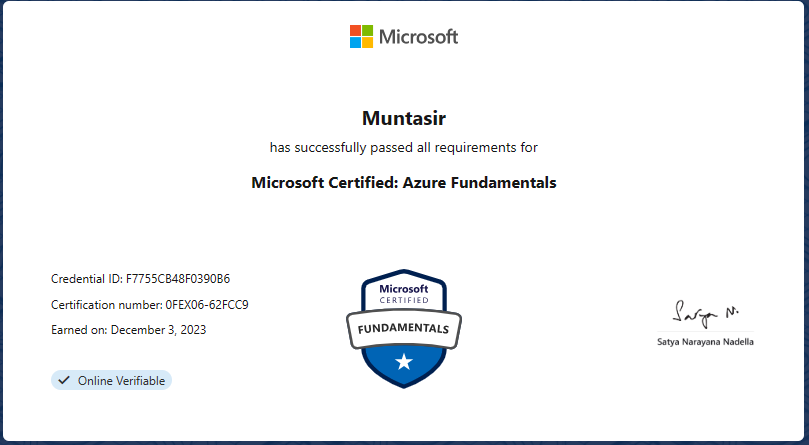 Microsoft
Muntasir
has successfully passed all requirements for
Microsoft Certified: Azure Fundamentals
Credential ID: F7755CB48F0390B6
Certification number: 0FEX06-62FCC9
Earned on: December 3, 2023
Online Verifiable
Microsoft
CERTIFIED
FUNDAMENTALS
Satya N.
Satya Narayana Nadella